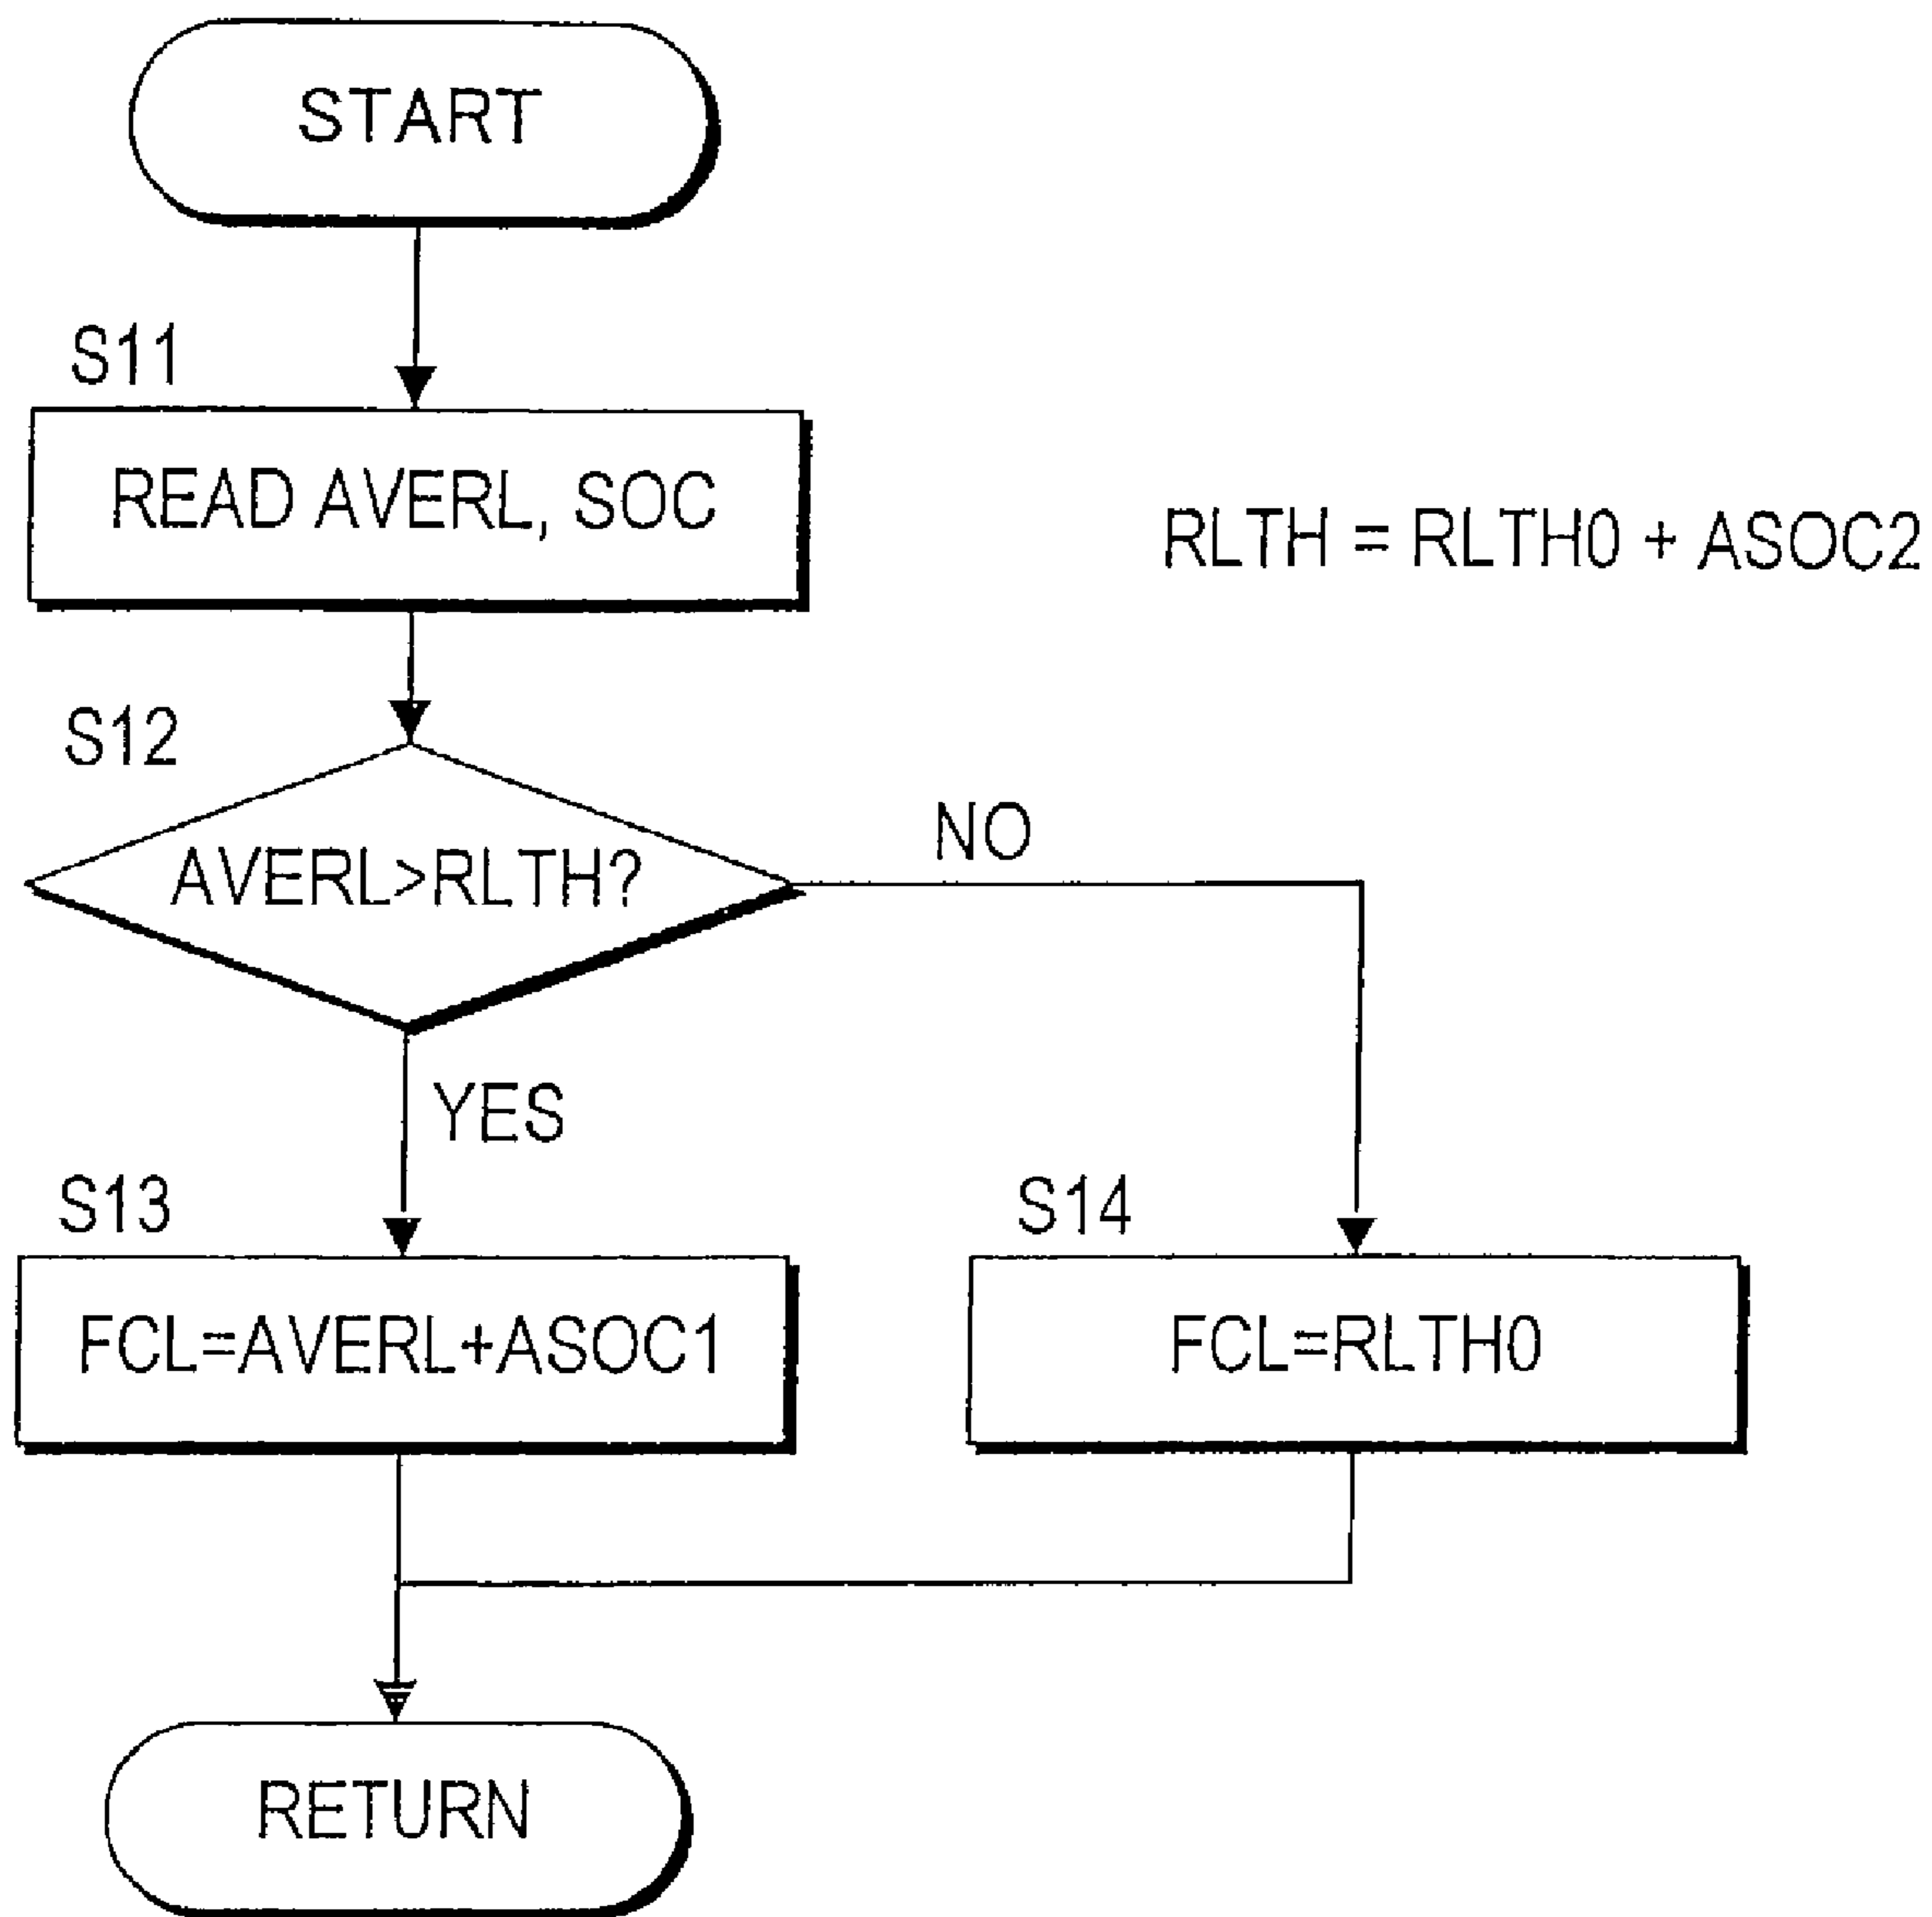 START
S11
READ AVERL, SOC
RLTH = RLTH0 + ASOC2
S12
AVERL>RLTH?
NO
YES
S13
FCL=AVERL+ASOC1
S14
FCL=RLTH0
RETURN